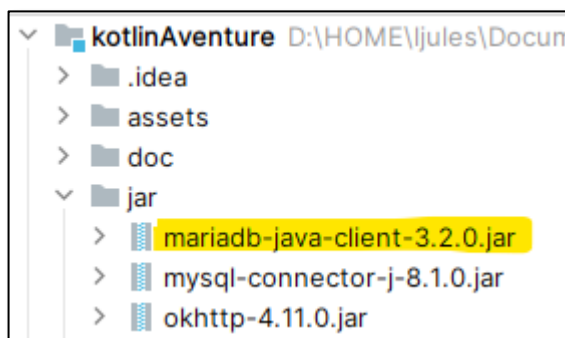 kotlinAventure D:\HOME\ljules\Docum
.idea
assets
doc
jar
mariadb-java-client-3.2.0.jar
mysql-connector-j-8.1.0.jar
okhttp-4.11.0.jar